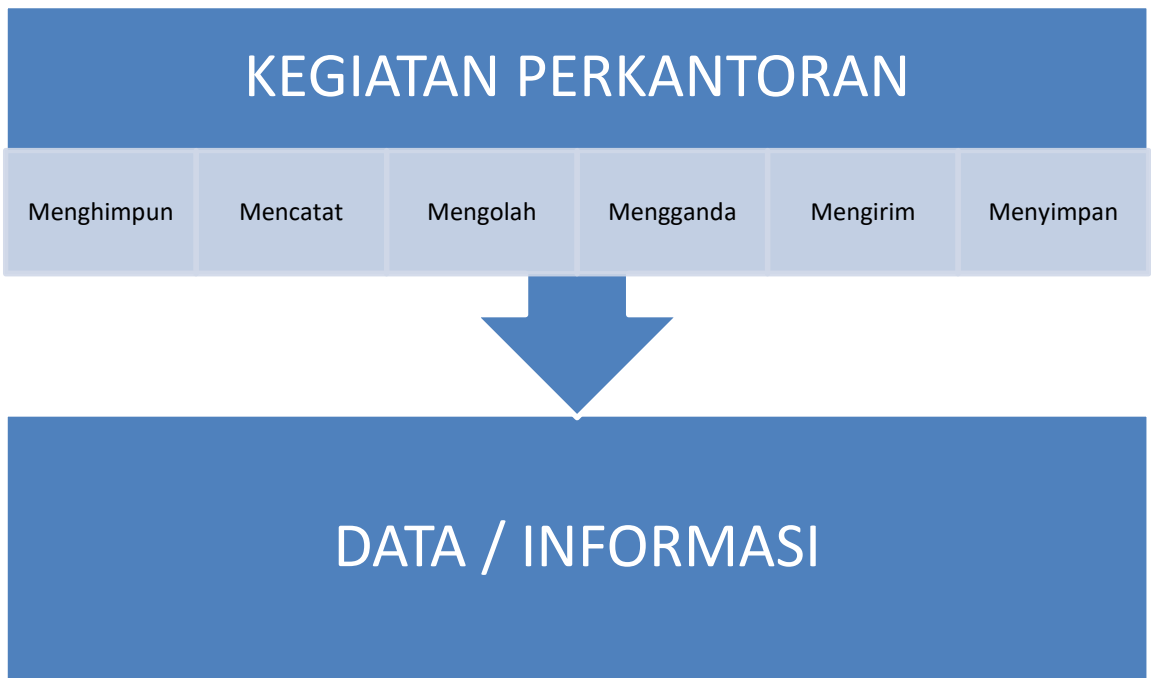 KEGIATAN PERKANTORAN
Menghimpun Mencatat Mengolah Mengganda Mengirim Menyimpan
DATA / INFORMASI